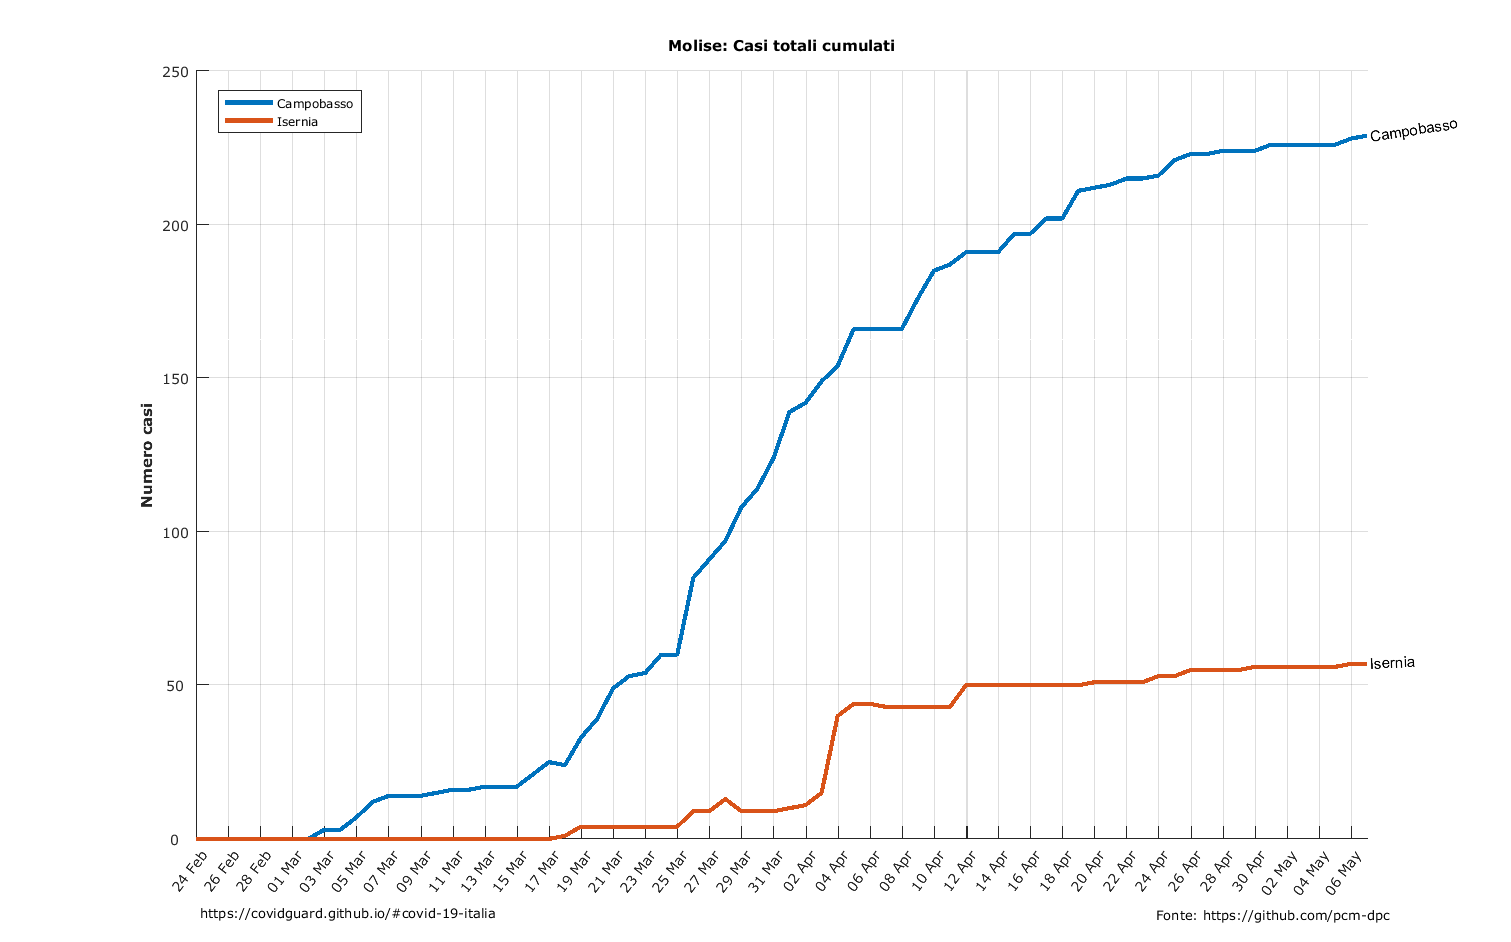 Molise: Casi totali cumulati
250
200
150
100
50
0
Numero casi
Campobasso
Isernia
Campobasso
Isernia
24 Feb
26 Feb
28 Feb
01 Mar
03 Mar
05 Mar
07 Mar
09 Mar
11 Mar
13 Mar
15 Mar
17 Mar
19 Mar
21 Mar
23 Mar
25 Mar
27 Mar
29 Mar
31 Mar
02 Apr
04 Apr
06 Apr
08 Apr
10 Apr
12 Apr
14 Apr
16 Apr
18 Apr
20 Apr
22 Apr
24 Apr
26 Apr
28 Apr
30 Apr
02 May
04 May
06 May
https://covidguard.github.io/#covid-19-italia
Fonte: https://github.com/pcm-dpc